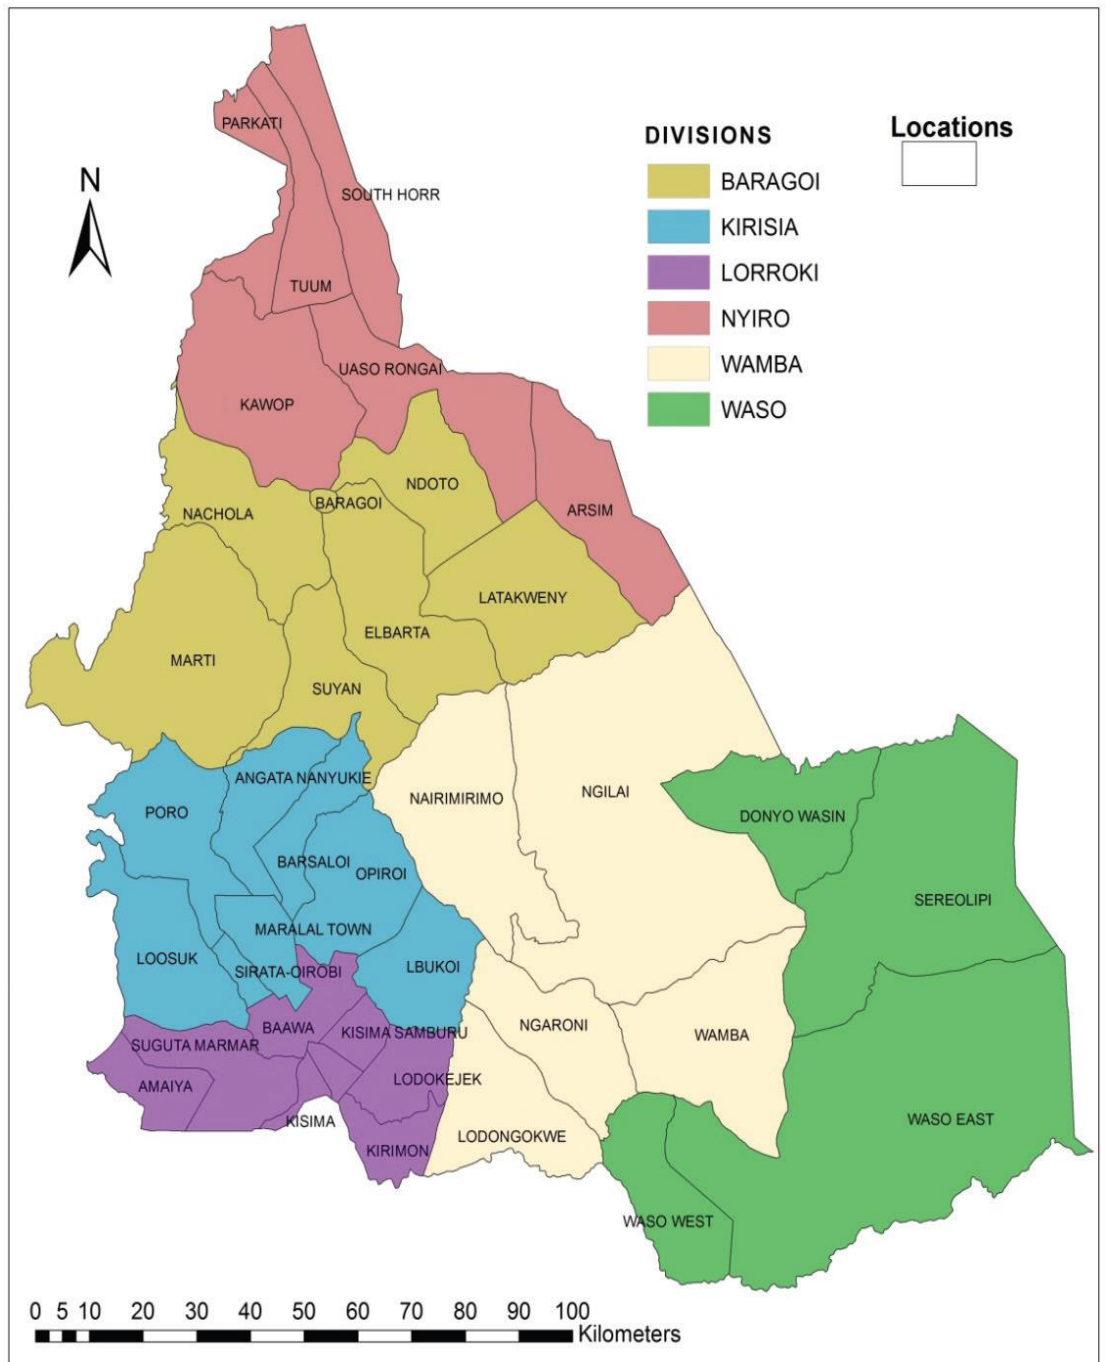 N
DIVISIONS
BARAGOI
KIRISIA
LORROKI
NYIRO
WAMBA
WASO
Locations
PARKATI
SOUTH HORR
TUUM
UASO RONGAI
KAWOP
NDOTO
BARAGOI
ARSIM
NACHOLA
LATAKWENY
ELBARTA
MARTI
SUYAN
ANGATA NANYUKIE
NAIRIMIRIMO
NGILAI
PORO
DONYO WASIN
BARSALOI
OPIROI
SEREOLIPI
MARALAL TOWN
LOOSUK
SIRATA-OIROBI
LBUKOI
BAAWA
KISIMA SAMBURU
NGARONI
WAMBA
SUGUTA MARMAR
AMAIYA
LODOKEJEK
KISIMA
WASO EAST
LODONGOKWE
KIRIMON
WASO WEST
0 5 10 20 30 40 50 60 70 80 90 100
Kilometers